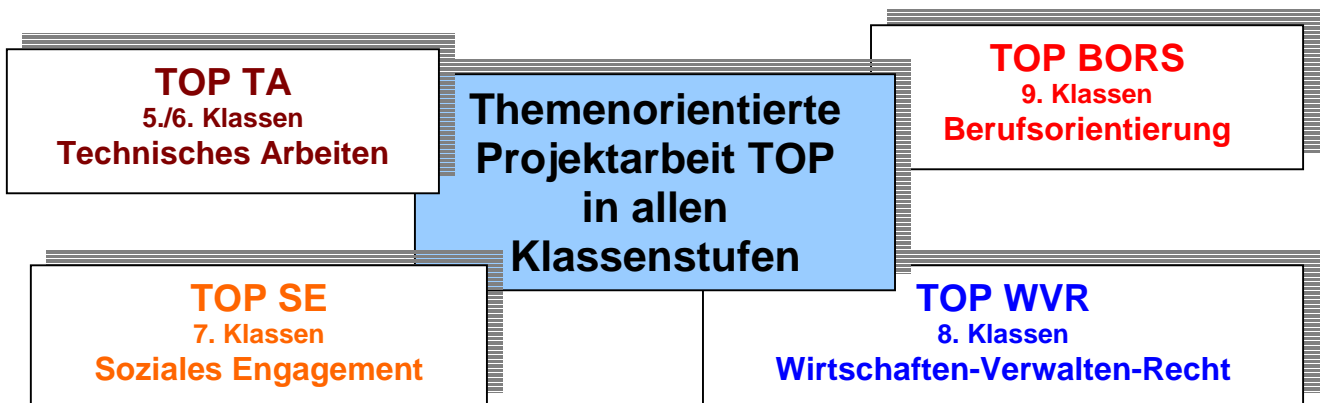 TOP TA
5./6. Klassen
Technisches Arbeiten
Themenorientierte
Projektarbeit TOP
in allen
Klassenstufen
TOP BORS
9. Klassen
Berufsorientierung
TOP SE
7. Klassen
Soziales Engagement
TOP WVR
8. Klassen
Wirtschaften-Verwalten-Recht